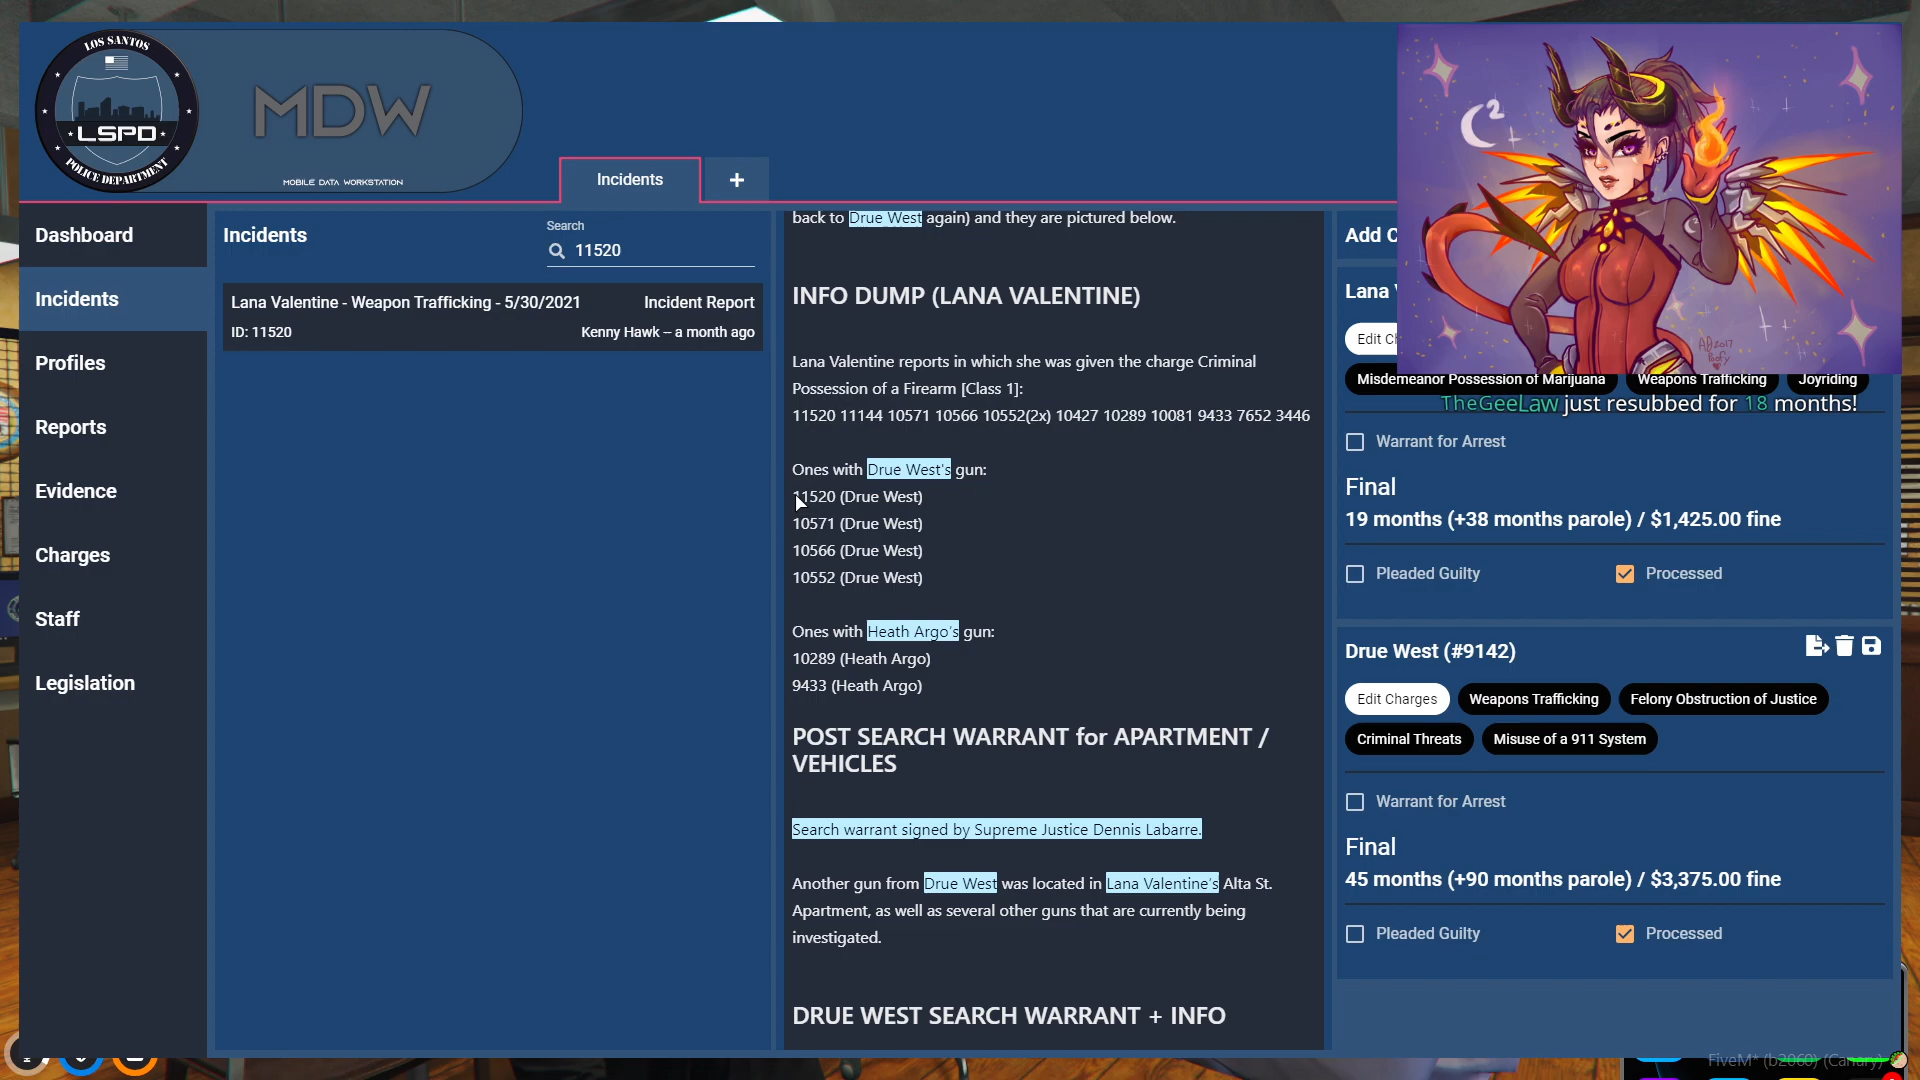 LOS SANTOS
LSPD
POLICE DEPARTMENT
MDW
MOBILE DATA WORKSTATION
Incidents
+
Dashboard
Incidents
Profiles
Reports
Evidence
Charges
Staff
Legislation
Incidents
Search
11520
Lana Valentine - Weapon Trafficking - 5/30/2021
Incident Report
ID: 11520
Kenny Hawk – a month ago
back to Drue West again) and they are pictured below.
INFO DUMP (LANA VALENTINE)
Lana Valentine reports in which she was given the charge Criminal
Possession of a Firearm [Class 1]:
11520 11144 10571 10566 10552(2x) 10427 10289 10081 9433 7652 3446
Ones with Drue West's gun:
11520 (Drue West)
10571 (Drue West)
10566 (Drue West)
10552 (Drue West)
Ones with Heath Argo's gun:
10289 (Heath Argo)
9433 (Heath Argo)
POST SEARCH WARRANT for APARTMENT /
VEHICLES
Search warrant signed by Supreme Justice Dennis Labarre.
Another gun from Drue West was located in Lana Valentine's Alta St.
Apartment, as well as several other guns that are currently being
investigated.
DRUE WEST SEARCH WARRANT + INFO
Add C
Lana
Edit Ch
Misdemeanor Possession of Marijuana
Weapons Trafficking
Joyriding
TheGeeLaw just resubbed for 18 months!
Warrant for Arrest
Final
19 months (+38 months parole) / $1,425.00 fine
Pleaded Guilty
Processed
Drue West (#9142)
Edit Charges
Weapons Trafficking
Felony Obstruction of Justice
Criminal Threats
Misuse of a 911 System
Warrant for Arrest
Final
45 months (+90 months parole) / $3,375.00 fine
Pleaded Guilty
Processed
FiveM* (b2060) (Canary)